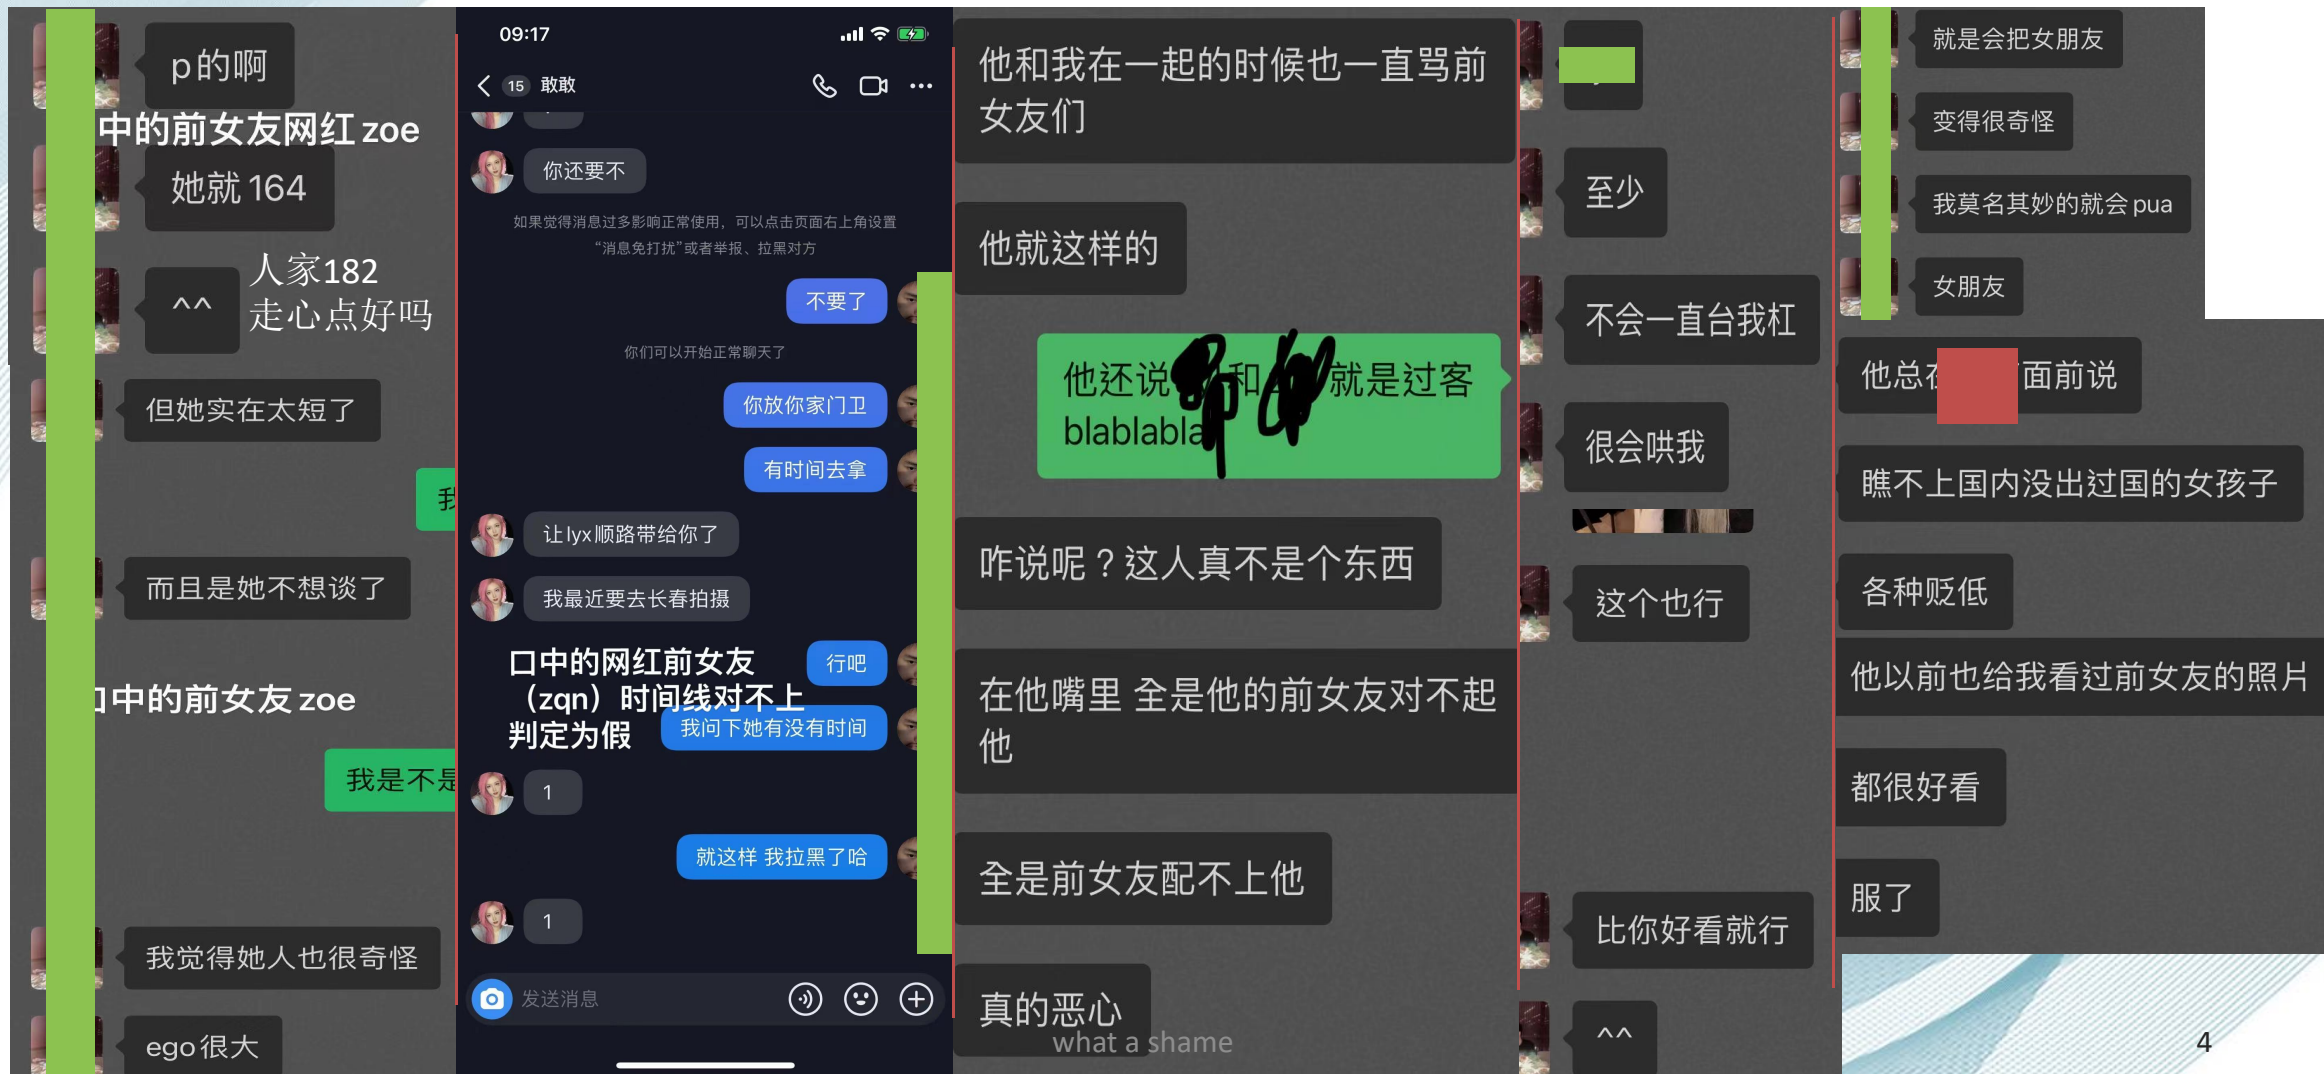 p的啊
中的前女友网红zoe
她就164
^^
人家182
走心点好吗
但她实在太短了
我
而且是她不想谈了
口中的前女友zoe
我是不是
我觉得她人也很奇怪
ego很大
09:17
15 敢敢
你还要不
如果觉得消息过多影响正常使用，可以点击页面右上角设置
“消息免打扰”或者举报、拉黑对方
不要了
你们可以开始正常聊天了
你放你家门卫
有时间去拿
让lyx顺路带给你了
我最近要去长春拍摄
行吧
口中的网红前女友
（zqn）时间线对不上
判定为假
我问下她有没有时间
1
就这样 我拉黑了哈
1
发送消息
他和我在一起的时候也一直骂前
女友们
他就这样的
他还说 和 就是过客
blablabla
咋说呢？这人真不是个东西
在他嘴里 全是他的前女友对不起
他
全是前女友配不上他
真的恶心
what a shame
至少
不会一直台我杠
很会哄我
这个也行
比你好看就行
^^
就是会把女朋友
变得很奇怪
我莫名其妙的就会pua
女朋友
他总在 面前说
瞧不上国内没出过国的女孩子
各种贬低
他以前也给我看过前女友的照片
都很好看
服了
4